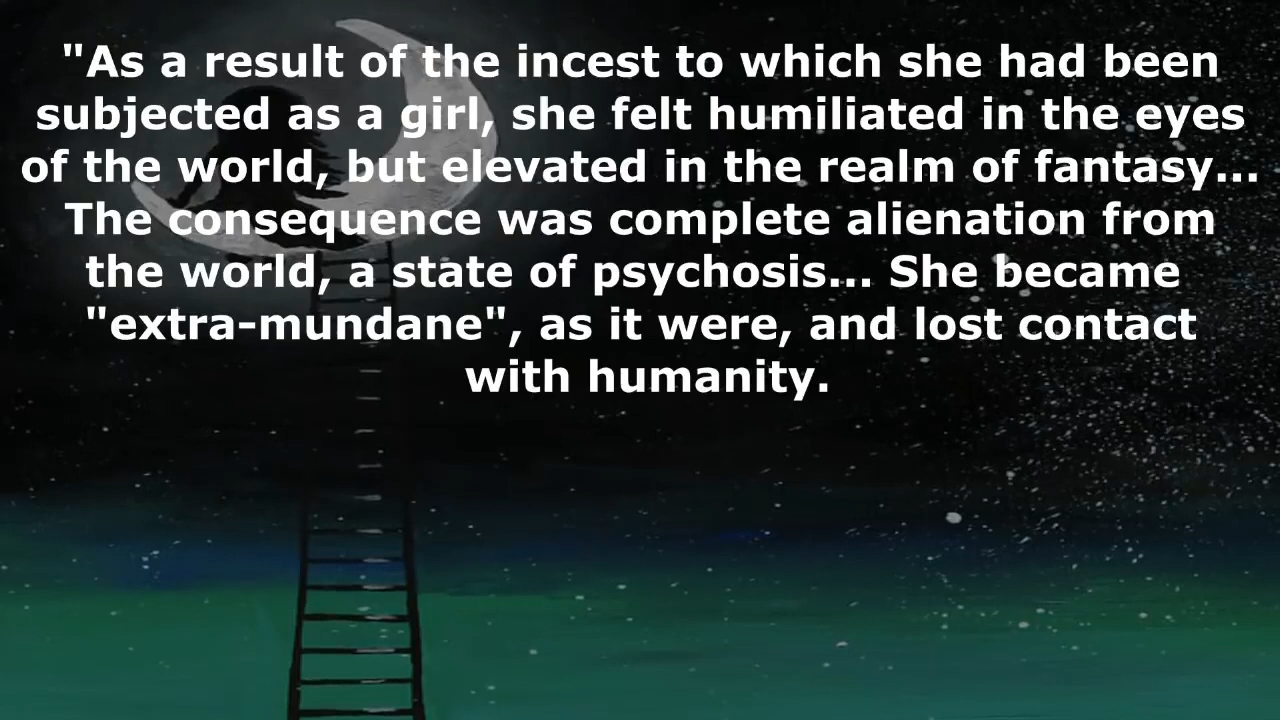 "As a result of the incest to which she had been
subjected as a girl, she felt humiliated in the eyes
of the world, but elevated in the realm of fantasy...
The consequence was complete alienation from
the world, a state of psychosis... She became
"extra-mundane", as it were, and lost contact
with humanity.